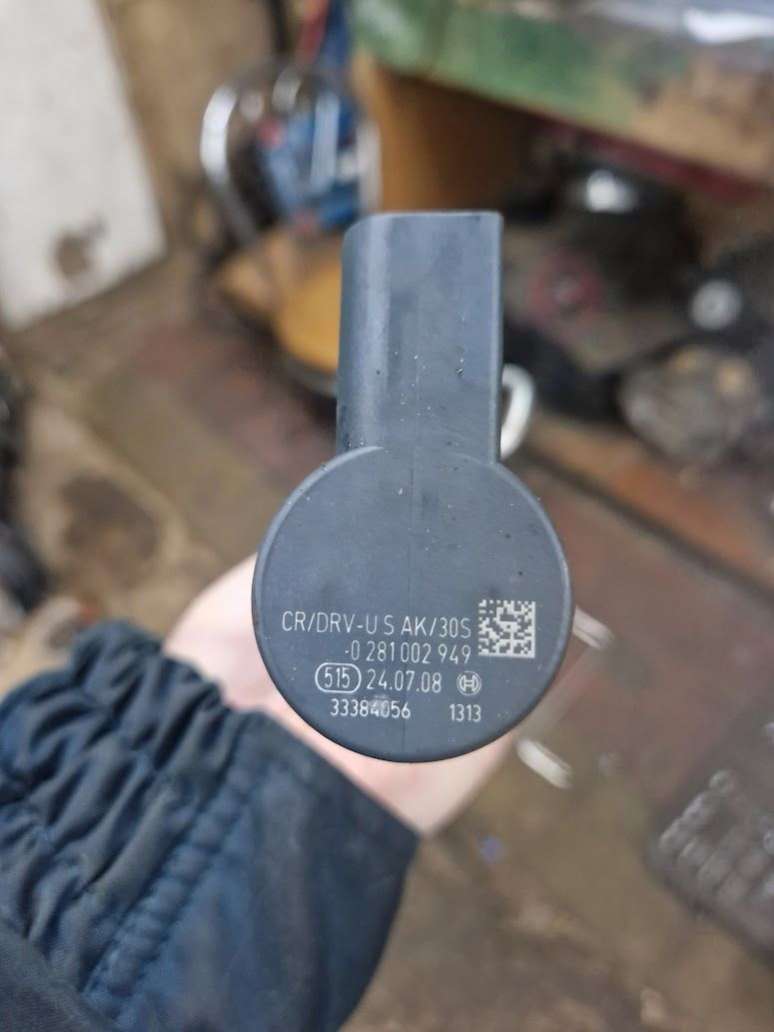 CR/DRV-U S AK/30S
-0 281 002 949
515 24.07.08
33384056 1313